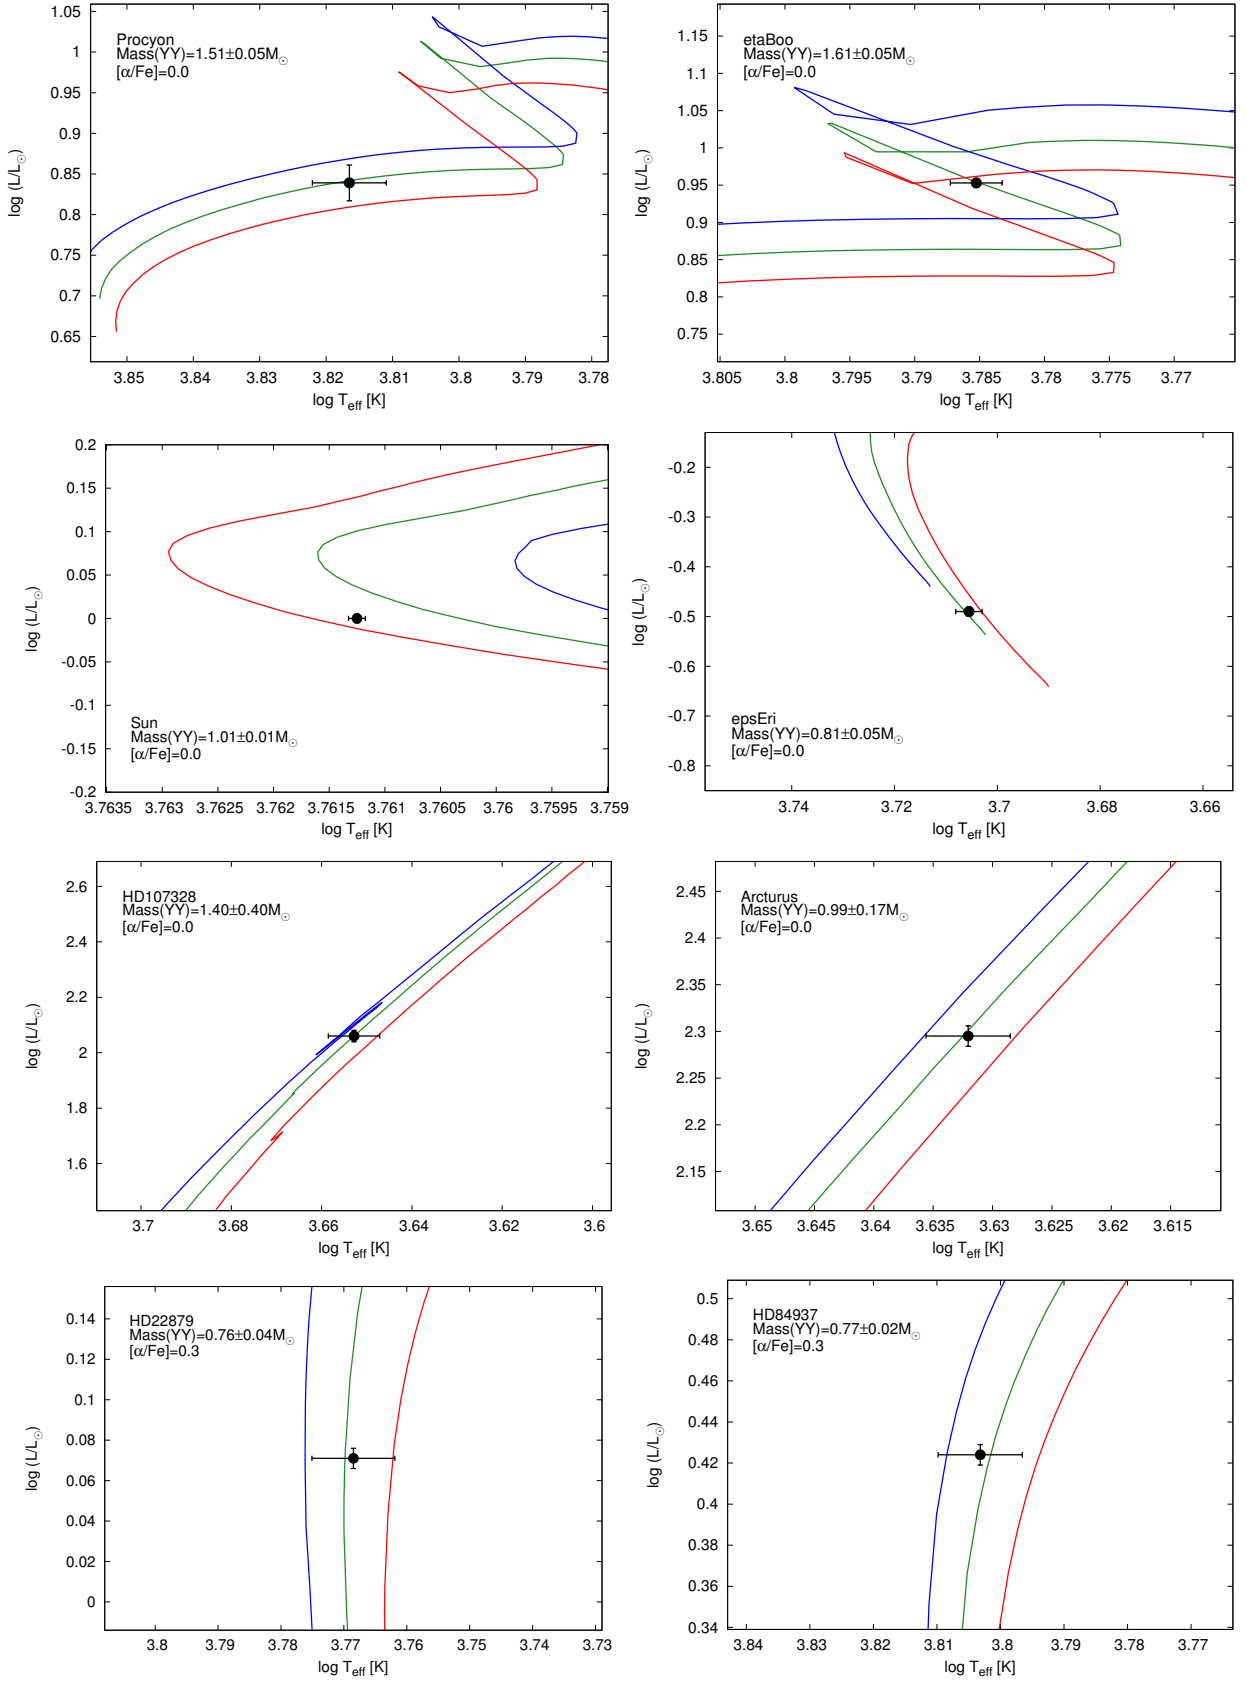 Procyon
Mass(YY)=1.51±0.05M☉
[α/Fe]=0.0
1.05
1
0.95
0.9
0.85
0.8
0.75
0.7
0.65
log (L/L☉)
3.85 3.84 3.83 3.82 3.81 3.8 3.79 3.78
log Teff [K]
etaBoo
Mass(YY)=1.61±0.05M☉
[α/Fe]=0.0
1.15
1.1
1.05
1
0.95
0.9
0.85
0.8
0.75
log (L/L☉)
3.805 3.8 3.795 3.79 3.785 3.78 3.775 3.77
log Teff [K]
0.2
0.15
0.1
0.05
0
-0.05
-0.1
-0.15
-0.2
log (L/L☉)
Sun
Mass(YY)=1.01±0.01M☉
[α/Fe]=0.0
3.7635 3.763 3.7625 3.762 3.7615 3.761 3.7605 3.76 3.7595 3.759
log Teff [K]
-0.2
-0.3
-0.4
-0.5
-0.6
-0.7
-0.8
log (L/L☉)
epsEri
Mass(YY)=0.81±0.05M☉
[α/Fe]=0.0
3.74 3.72 3.7 3.68 3.66
log Teff [K]
HD107328
Mass(YY)=1.40±0.40M☉
[α/Fe]=0.0
2.6
2.4
2.2
2
1.8
1.6
log (L/L☉)
3.7 3.68 3.66 3.64 3.62 3.6
log Teff [K]
Arcturus
Mass(YY)=0.99±0.17M☉
[α/Fe]=0.0
2.45
2.4
2.35
2.3
2.25
2.2
2.15
log (L/L☉)
3.65 3.645 3.64 3.635 3.63 3.625 3.62 3.615
log Teff [K]
HD22879
Mass(YY)=0.76±0.04M☉
[α/Fe]=0.3
0.14
0.12
0.1
0.08
0.06
0.04
0.02
0
log (L/L☉)
3.8 3.79 3.78 3.77 3.76 3.75 3.74 3.73
log Teff [K]
HD84937
Mass(YY)=0.77±0.02M☉
[α/Fe]=0.3
0.5
0.48
0.46
0.44
0.42
0.4
0.38
0.36
0.34
log (L/L☉)
3.84 3.83 3.82 3.81 3.8 3.79 3.78 3.77
log Teff [K]